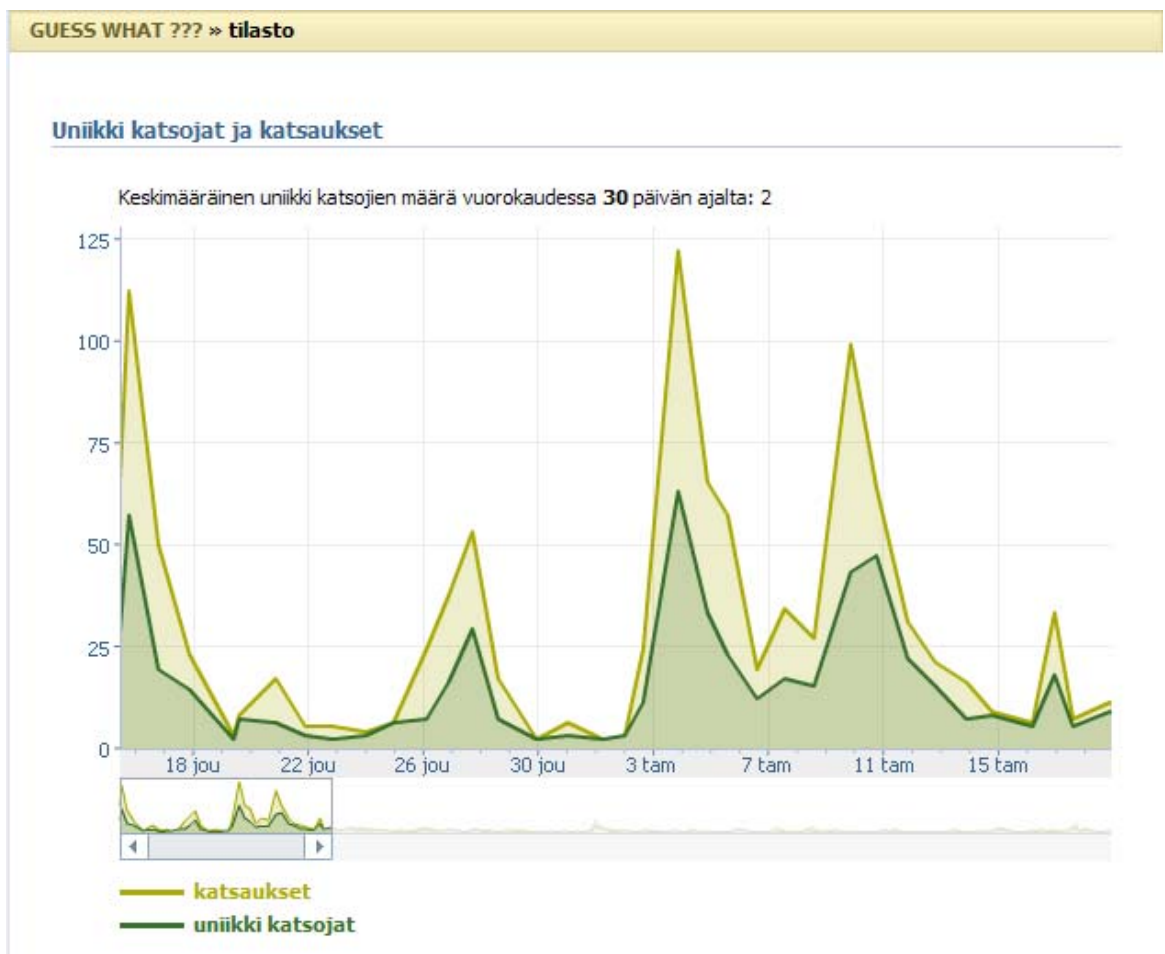 GUESS WHAT ??? » tilasto
Uniikki katsojat ja katsaukset
Keskimääräinen uniikki katsojien määrä vuorokaudessa 30 päivän ajalta: 2
125
100
75
50
25
0
18 jou 22 jou 26 jou 30 jou 3 tam 7 tam 11 tam 15 tam
katsaukset
uniikki katsojat